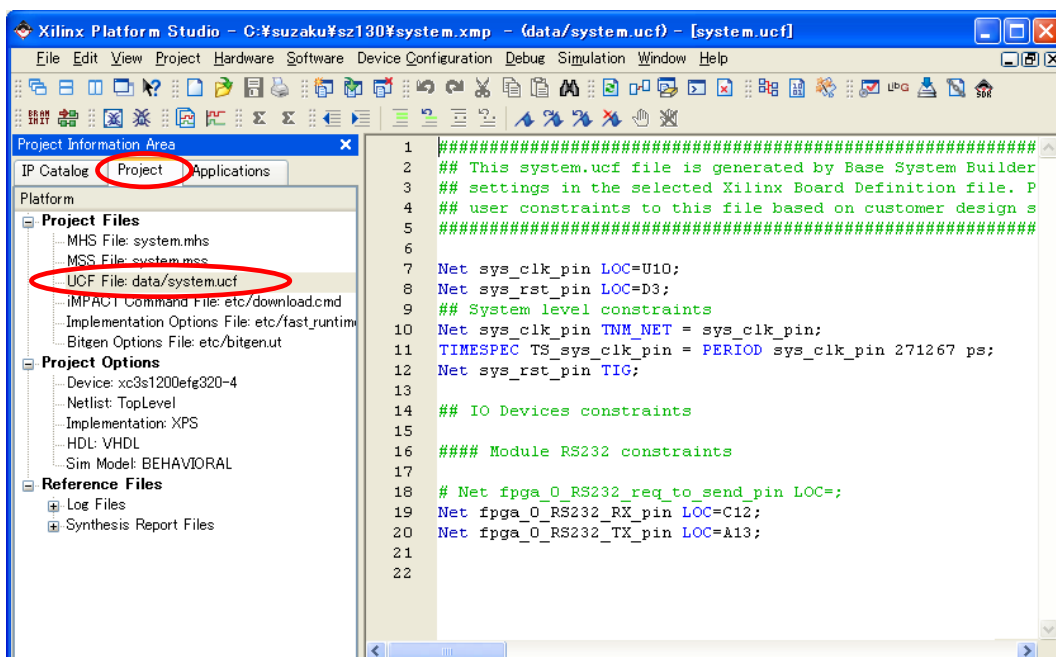 Xilinx Platform Studio - C:¥suzaku¥sz130¥system.xmp - (data/system.ucf) - [system.ucf]
File Edit View Project Hardware Software Device Configuration Debug Simulation Window Help
Project Information Area
IP Catalog Project Applications
Platform
Project Files
MHS File: system.mhs
MSS File: system.mss
UCF File: data/system.ucf
iMPACT Command File: etc/download.cmd
Implementation Options File: etc/fast_runtim
Bitgen Options File: etc/bitgen.ut
Project Options
Device: xc3s1200efg320-4
Netlist: TopLevel
Implementation: XPS
HDL: VHDL
Sim Model: BEHAVIORAL
Reference Files
Log Files
Synthesis Report Files
1 ############################################################
2 ## This system.ucf file is generated by Base System Builder
3 ## settings in the selected Xilinx Board Definition file. P
4 ## user constraints to this file based on customer design s
5 ############################################################
6
7 Net sys_clk_pin LOC=U10;
8 Net sys_rst_pin LOC=D3;
9 ## System level constraints
10 Net sys_clk_pin TNM_NET = sys_clk_pin;
11 TIMESPEC TS_sys_clk_pin = PERIOD sys_clk_pin 271267 ps;
12 Net sys_rst_pin TIG;
13
14 ## IO Devices constraints
15
16 #### Module RS232 constraints
17
18 # Net fpga_0_RS232_req_to_send_pin LOC=;
19 Net fpga_0_RS232_RX_pin LOC=C12;
20 Net fpga_0_RS232_TX_pin LOC=A13;
21
22